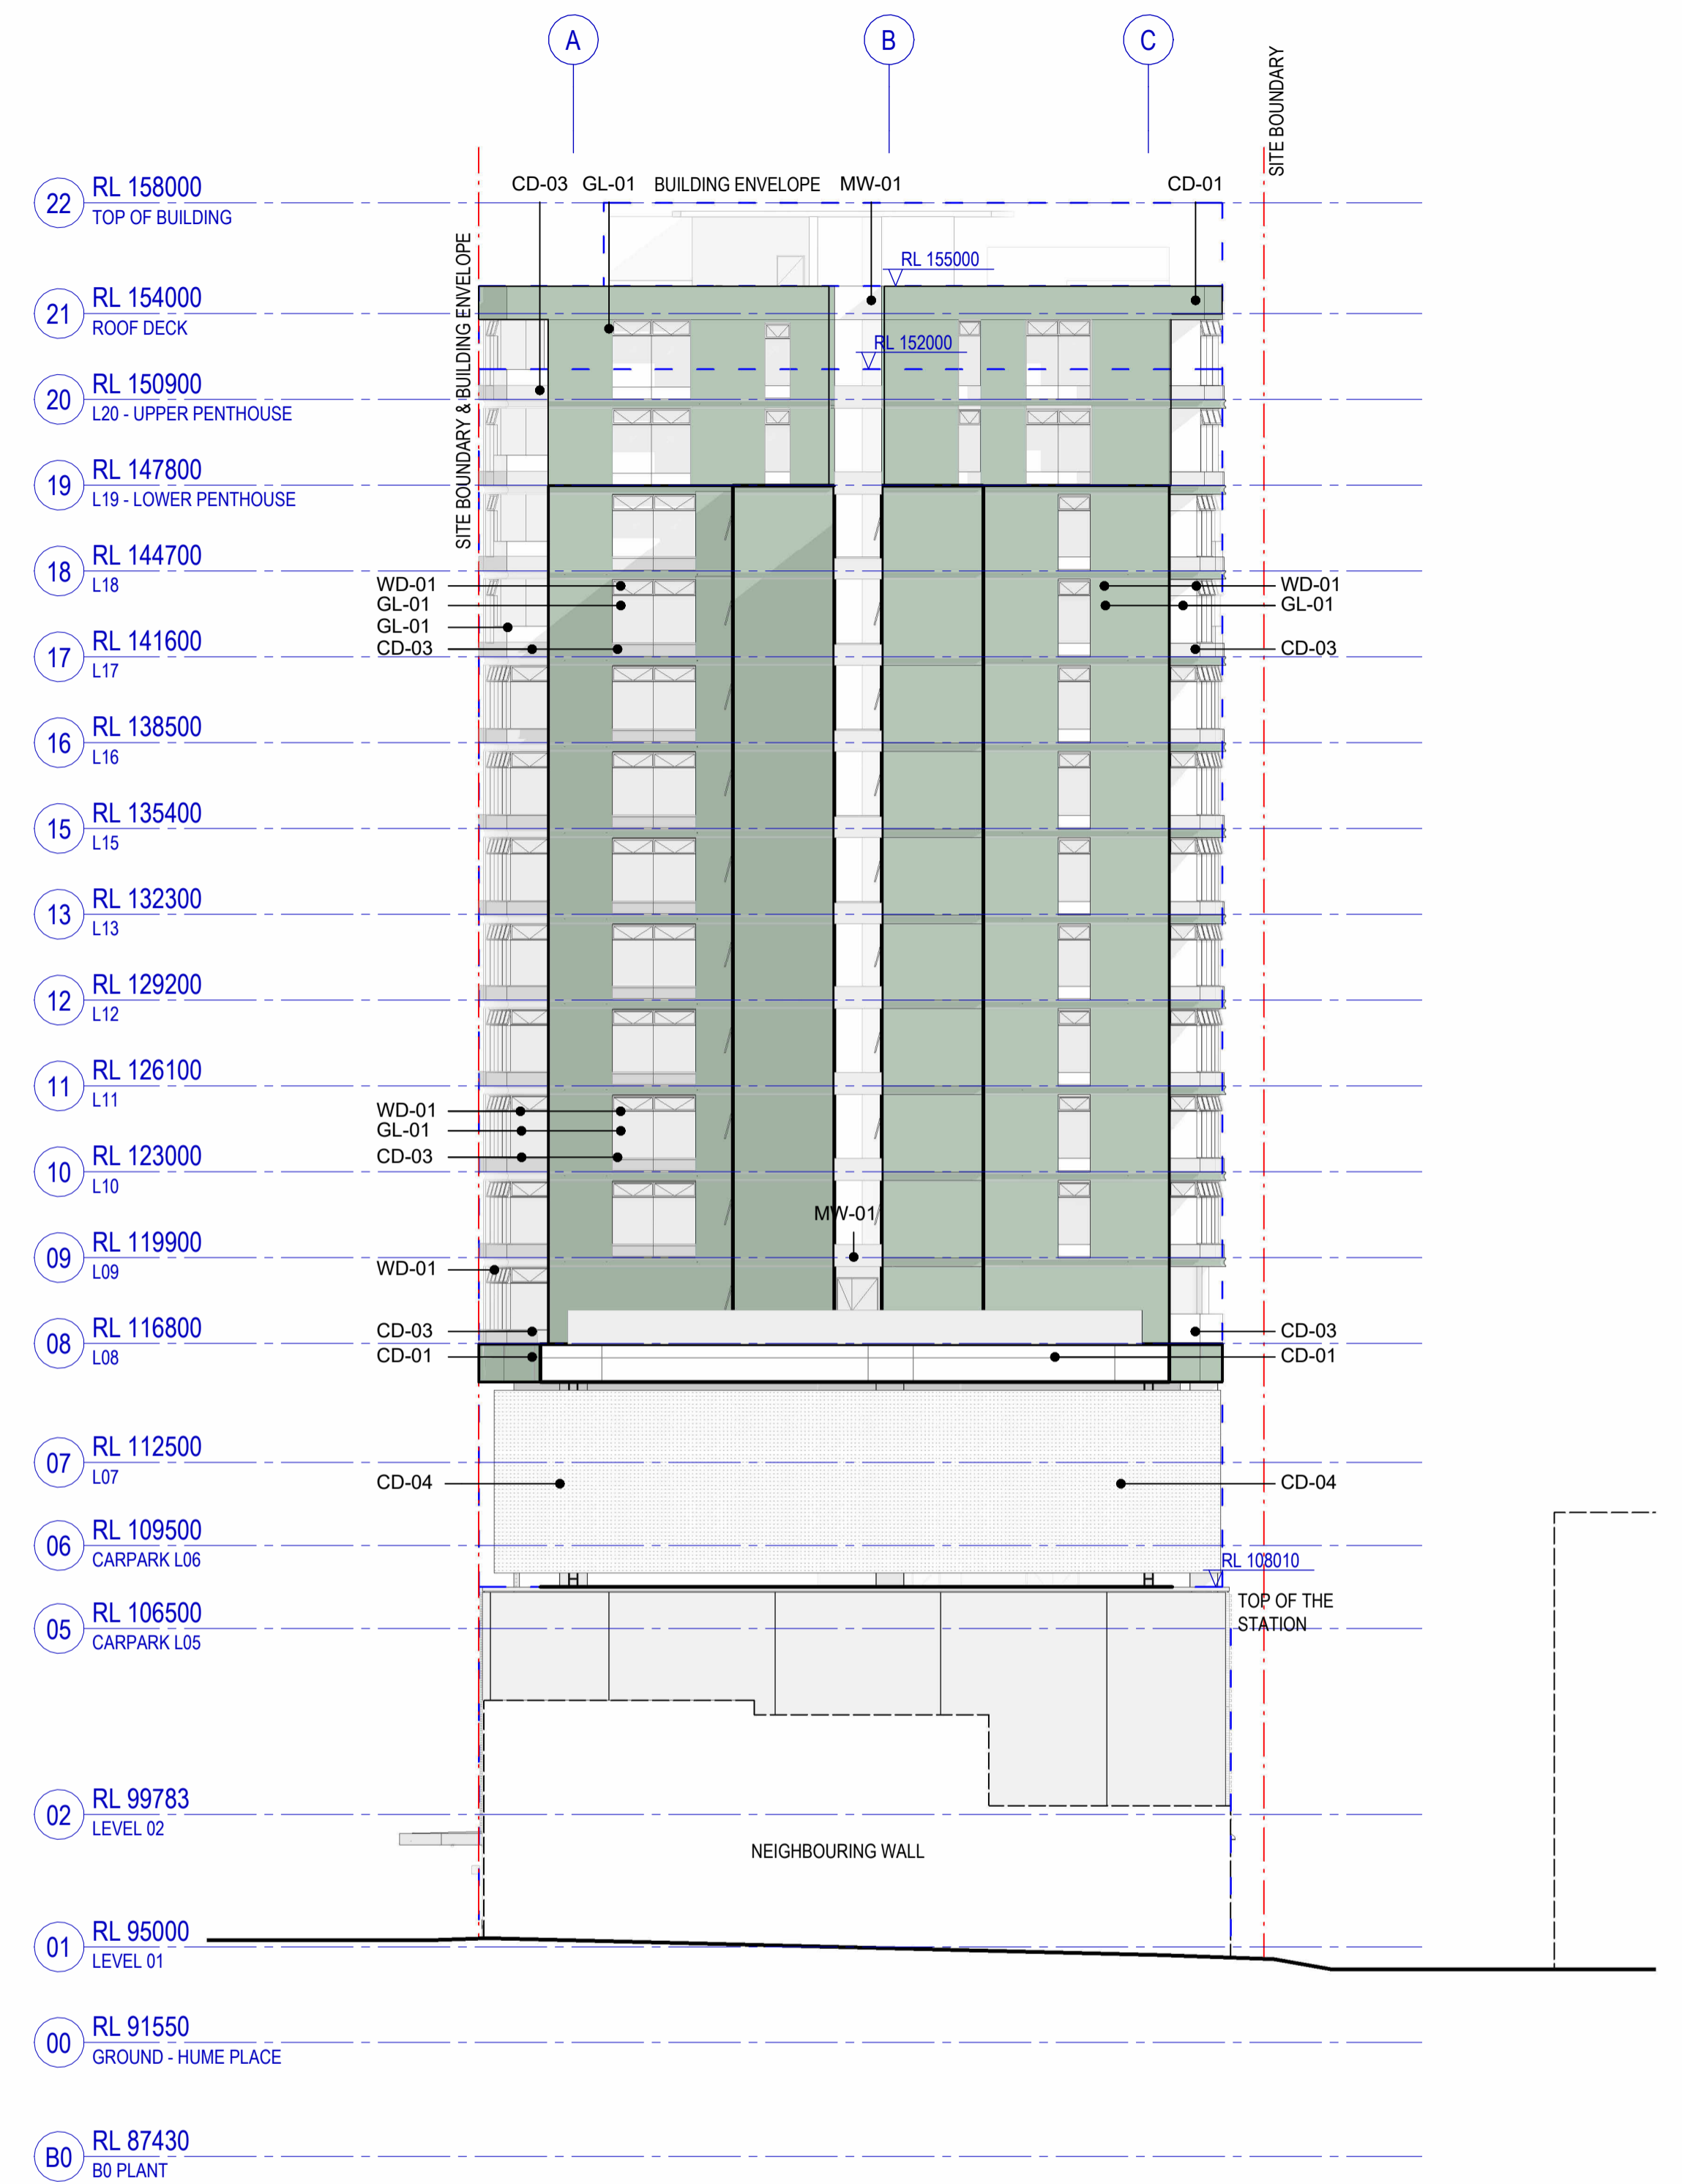 A
B
C
SITE BOUNDARY
22
RL 158000
TOP OF BUILDING
CD-03
GL-01
BUILDING ENVELOPE
MW-01
CD-01
SITE BOUNDARY & BUILDING ENVELOPE
RL 155000
21
RL 154000
ROOF DECK
RL 152000
20
RL 150900
L20 - UPPER PENTHOUSE
19
RL 147800
L19 - LOWER PENTHOUSE
18
RL 144700
L18
WD-01
WD-01
GL-01
GL-01
GL-01
CD-03
CD-03
17
RL 141600
L17
16
RL 138500
L16
15
RL 135400
L15
13
RL 132300
L13
12
RL 129200
L12
11
RL 126100
L11
WD-01
GL-01
CD-03
10
RL 123000
L10
MW-01
09
RL 119900
L09
WD-01
08
RL 116800
L08
CD-03
CD-03
CD-01
CD-01
07
RL 112500
L07
CD-04
CD-04
06
RL 109500
CARPARK L06
RL 108010
TOP OF THE
STATION
05
RL 106500
CARPARK L05
02
RL 99783
LEVEL 02
NEIGHBOURING WALL
01
RL 95000
LEVEL 01
00
RL 91550
GROUND - HUME PLACE
B0
RL 87430
B0 PLANT